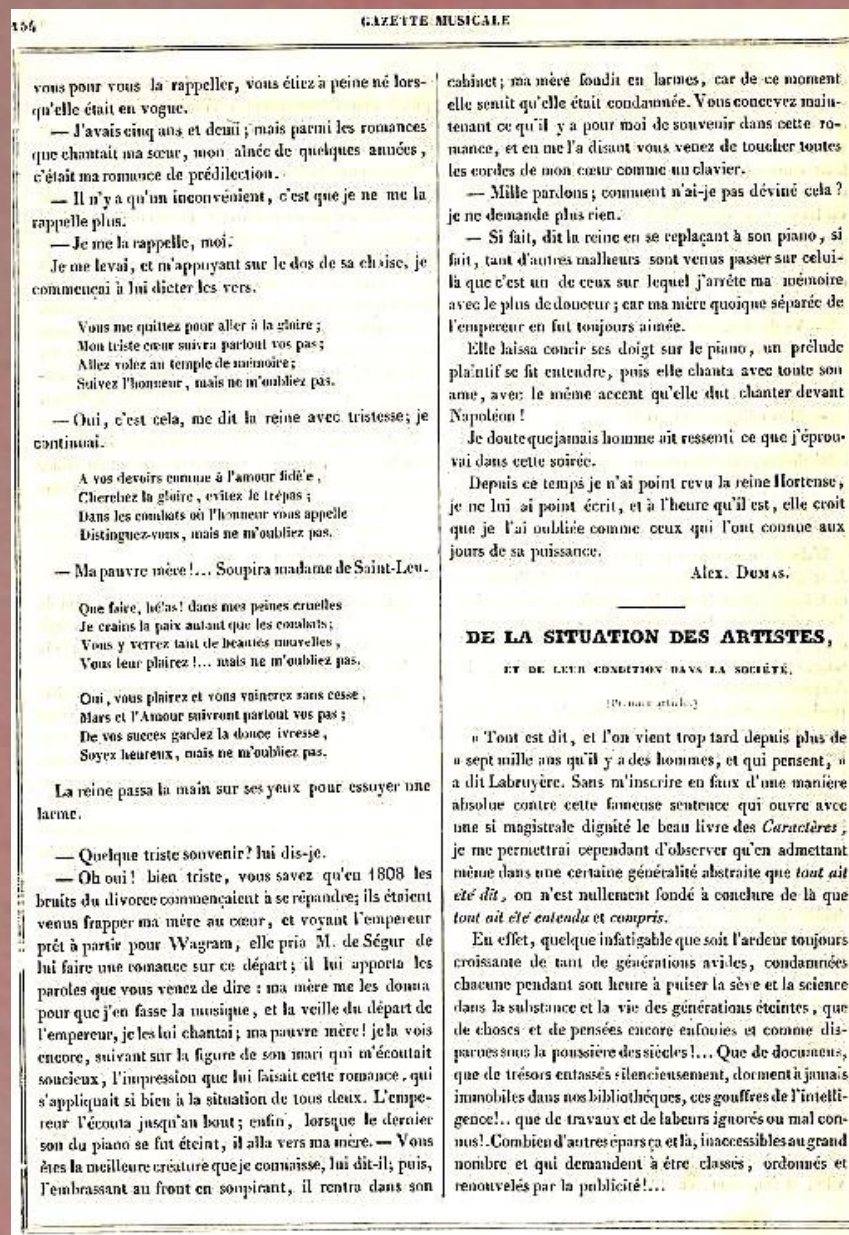 154
GAZETTE MUSICALE
vous pour vous la rappeller, vous étiez à peine né lors-
qu'elle était en vogue.
— J'avais cinq ans et demi; mais parmi les romances
que chantait ma sœur, mon aînée de quelques années,
c'était ma romance de prédilection.
— Il n'y a qu'un inconvénient, c'est que je ne me la
rappelle plus.
— Je me la rappelle, moi.
Je me levai, et m'appuyant sur le dos de sa chaise, je
commençai à lui dicter les vers.
Vous me quittez pour aller à la gloire;
Mon triste cœur suivra partout vos pas;
Allez volez au temple de mémoire;
Suivez l'honneur, mais ne m'oubliez pas.
— Oui, c'est cela, me dit la reine avec tristesse; je
continuai.
A vos devoirs comme à l'amour fidèle,
Cherchez la gloire, evitez le trépas;
Dans les combats où l'honneur vous appelle
Distinguez-vous, mais ne m'oubliez pas.
— Ma pauvre mère!... Soupira madame de Saint-Leu.
Que faire, hélas! dans mes peines cruelles
Je crains la paix autant que les combats;
Vous y verrez tant de beautés nouvelles,
Vous leur plairez!... mais ne m'oubliez pas.
Oui, vous plairez et vous vaincrez sans cesse,
Mars et l'Amour suivront partout vos pas;
De vos succès gardez la douce ivresse,
Soyez heureux, mais ne m'oubliez pas.
La reine passa la main sur ses yeux pour essuyer une
larme.
— Quelque triste souvenir? lui dis-je.
— Oh oui! bien triste, vous savez qu'en 1808 les
bruits du divorce commençaient à se répandre; ils étoient
venus frapper ma mère au cœur, et voyant l'empereur
prêt à partir pour Wagram, elle pria M. de Ségur de
lui faire une romance sur ce départ; il lui apporta les
paroles que vous venez de dire : ma mère me les donna
pour que j'en fasse la musique, et la veille du départ de
l'empereur, je les lui chantai; ma pauvre mère! je la vois
encore, suivant sur la figure de son mari qui m'écoutait
soucieux, l'impression que lui faisait cette romance, qui
s'appliquait si bien à la situation de tous deux. L'empe-
reur l'écouta jusqu'au bout; enfin, lorsque le dernier
son du piano se fut éteint, il alla vers ma mère. — Vous
êtes la meilleure créature que je connaisse, lui dit-il; puis,
l'embrassant au front en soupirant, il rentra dans son
cabinet; ma mère fondit en larmes, car de ce moment
elle sentit qu'elle était condamnée. Vous concevez main-
tenant ce qu'il y a pour moi de souvenir dans cette ro-
mance, et en me l'a disant vous venez de toucher toutes
les cordes de mon cœur comme un clavier.
— Mille pardons; comment n'ai-je pas déviné cela?
je ne demande plus rien.
— Si fait, dit la reine en se replaçant à son piano, si
fait, tant d'autres malheurs sont venus passer sur celui-
là que c'est un de ceux sur lequel j'arrête ma mémoire
avec le plus de douceur; car ma mère quoique séparée de
l'empereur en fut toujours aimée.
Elle laissa courir ses doigt sur le piano, un prélude
plaintif se fit entendre, puis elle chanta avec toute son
ame, avec le même accent qu'elle dut chanter devant
Napoléon!
Je doute que jamais homme ait ressenti ce que j'éprou-
vai dans cette soirée.
Depuis ce temps je n'ai point revu la reine Hortense,
je ne lui ai point écrit, et à l'heure qu'il est, elle croit
que je l'ai oubliée comme ceux qui l'ont connue aux
jours de sa puissance.
Alex. DUMAS.
DE LA SITUATION DES ARTISTES,
ET DE LEUR CONDITION DANS LA SOCIÉTÉ.
(Premier article.)
« Tout est dit, et l'on vient trop tard depuis plus de
« sept mille ans qu'il y a des hommes, et qui pensent, »
a dit Labruyère. Sans m'inscrire en faux d'une manière
absolue contre cette fameuse sentence qui ouvre avec
une si magistrale dignité le beau livre des Caractères,
je me permettrai cependant d'observer qu'en admettant
même dans une certaine généralité abstraite que tout ait
été dit, on n'est nullement fondé à conclure de là que
tout ait été entendu et compris.
En effet, quelque infatigable que soit l'ardeur toujours
croissante de tant de générations avides, condamnées
chacune pendant son heure à puiser la sève et la science
dans la substance et la vie des générations éteintes, que
de choses et de pensées encore enfouies et comme dis-
parues sous la poussière des siècles!... Que de documens,
que de trésors entassés silencieusement, dorment à jamais
immobiles dans nos bibliothèques, ces gouffres de l'intelli-
gence!.. que de travaux et de labeurs ignorés ou mal con-
nus!.Combien d'autres épars ça et là, inaccessibles au grand
nombre et qui demandent à être classés, ordonnés et
renouvelés par la publicité!...